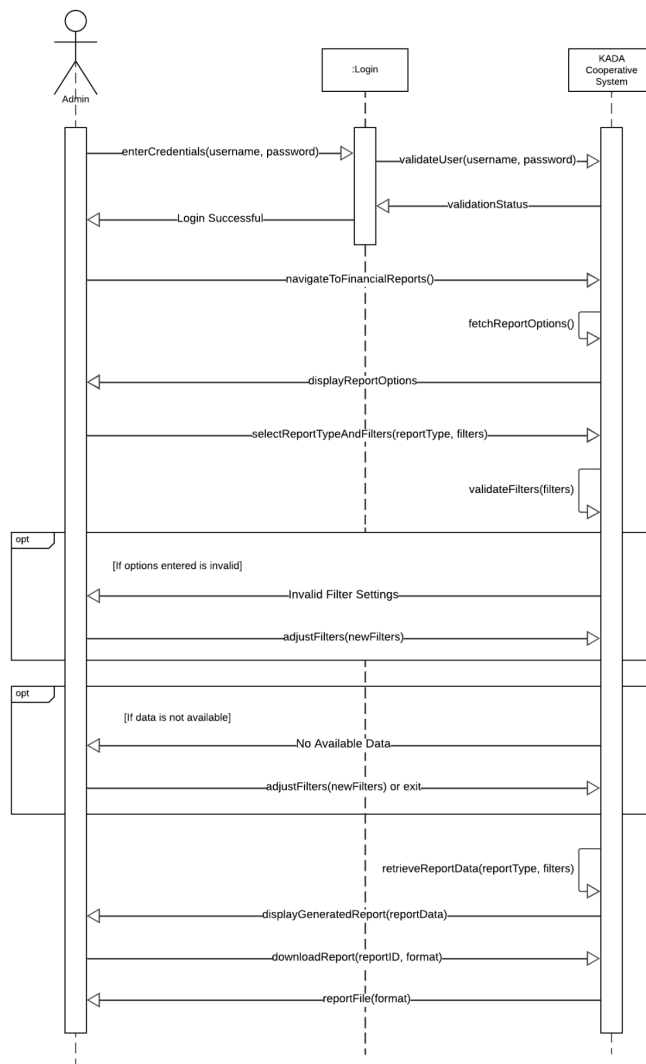 KADA
Cooperative
System
:Login
Admin
enterCredentials(username, password)
validateUser(username, password)
validationStatus
Login Successful
navigateToFinancialReports()
fetchReportOptions()
displayReportOptions
selectReportTypeAndFilters(reportType, filters)
validateFilters(filters)
opt
[If options entered is invalid]
Invalid Filter Settings
adjustFilters(newFilters)
opt
[If data is not available]
No Available Data
adjustFilters(newFilters) or exit
retrieveReportData(reportType, filters)
displayGeneratedReport(reportData)
downloadReport(reportID, format)
reportFile(format)